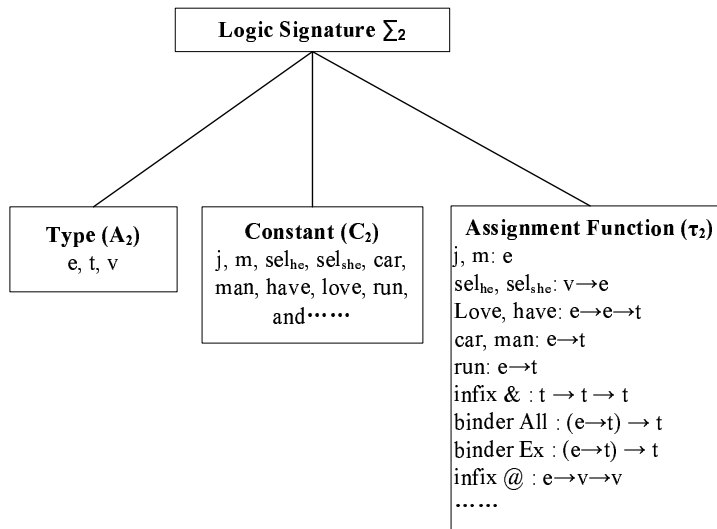 Logic Signature ∑₂
Type (A₂)
e, t, v
Constant (C₂)
j, m, selₕₑ, selₛₕₑ, car,
man, have, love, run,
and⋯⋯
Assignment Function (τ₂)
j, m: e
selₕₑ, selₛₕₑ: v→e
Love, have: e→e→t
car, man: e→t
run: e→t
infix & : t → t → t
binder All : (e→t) → t
binder Ex : (e→t) → t
infix @ : e→v→v
⋯⋯